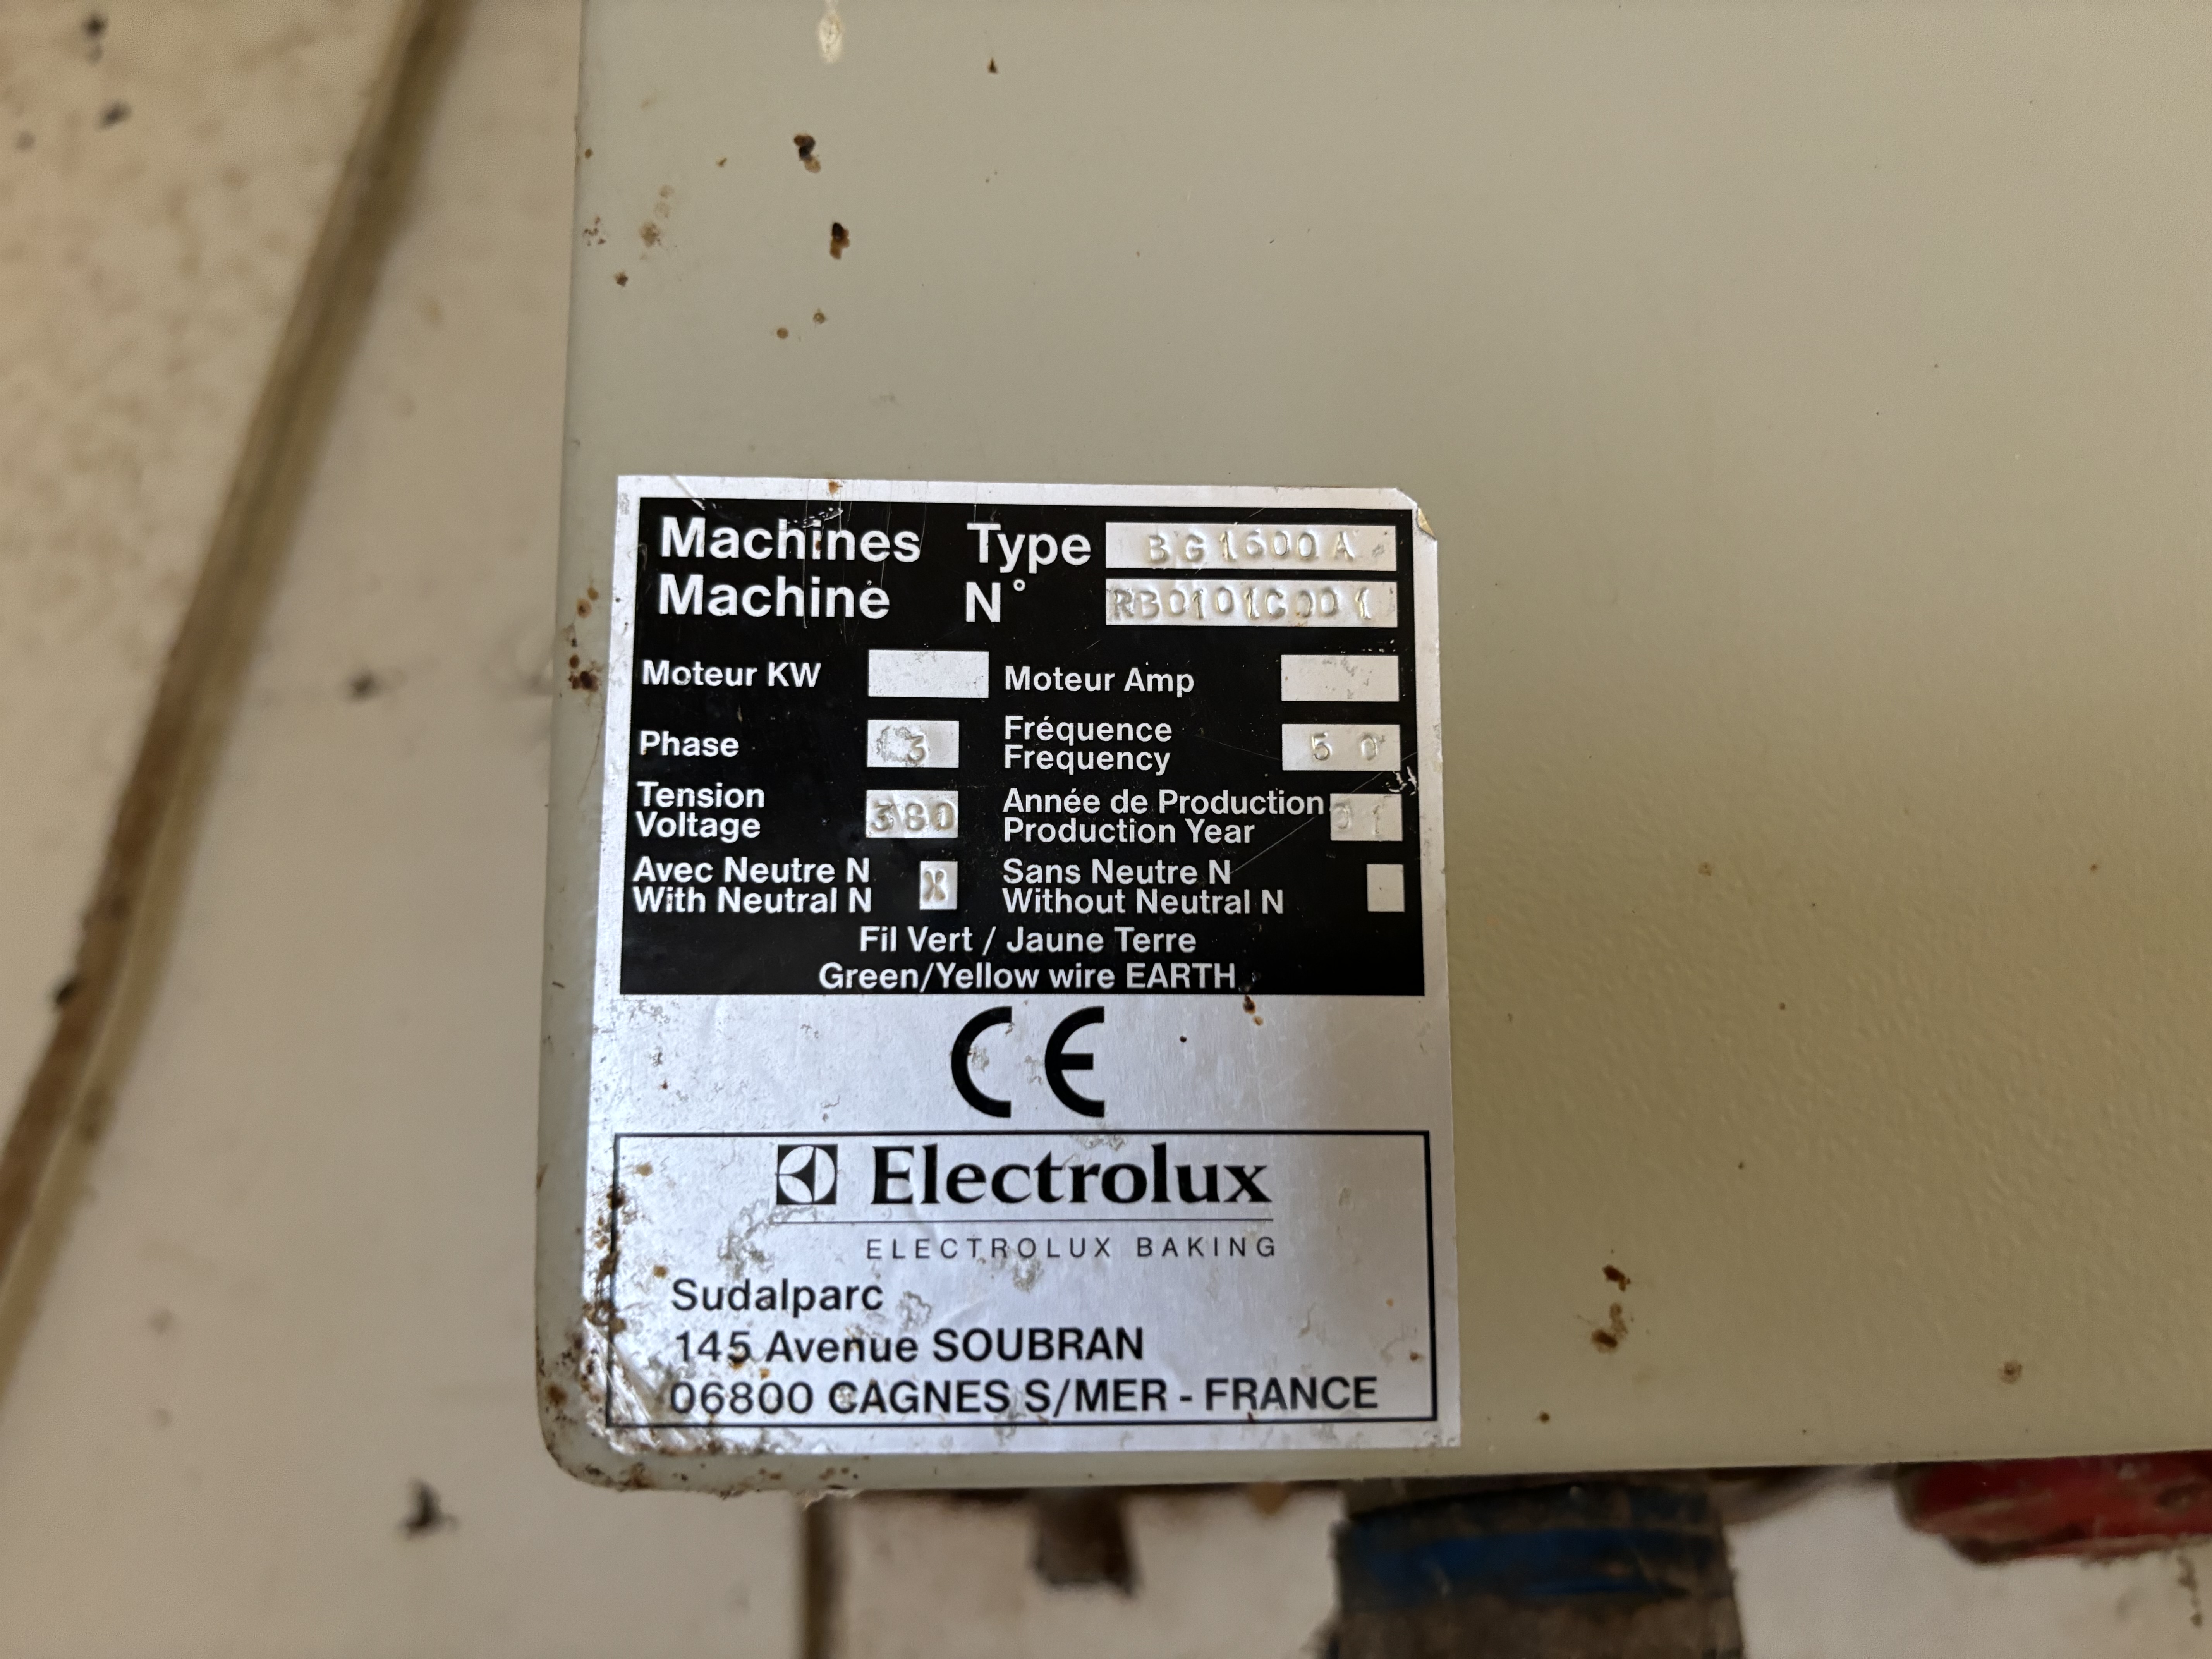 Machines Type BG1600A
Machine N° RB0101C001
Moteur KW Moteur Amp
Phase 3 Fréquence 50
Frequency
Tension 380 Année de Production 01
Voltage Production Year
Avec Neutre N X Sans Neutre N
With Neutral N Without Neutral N
Fil Vert / Jaune Terre
Green/Yellow wire EARTH
CE
Electrolux
ELECTROLUX BAKING
Sudalparc
145 Avenue SOUBRAN
06800 CAGNES S/MER - FRANCE